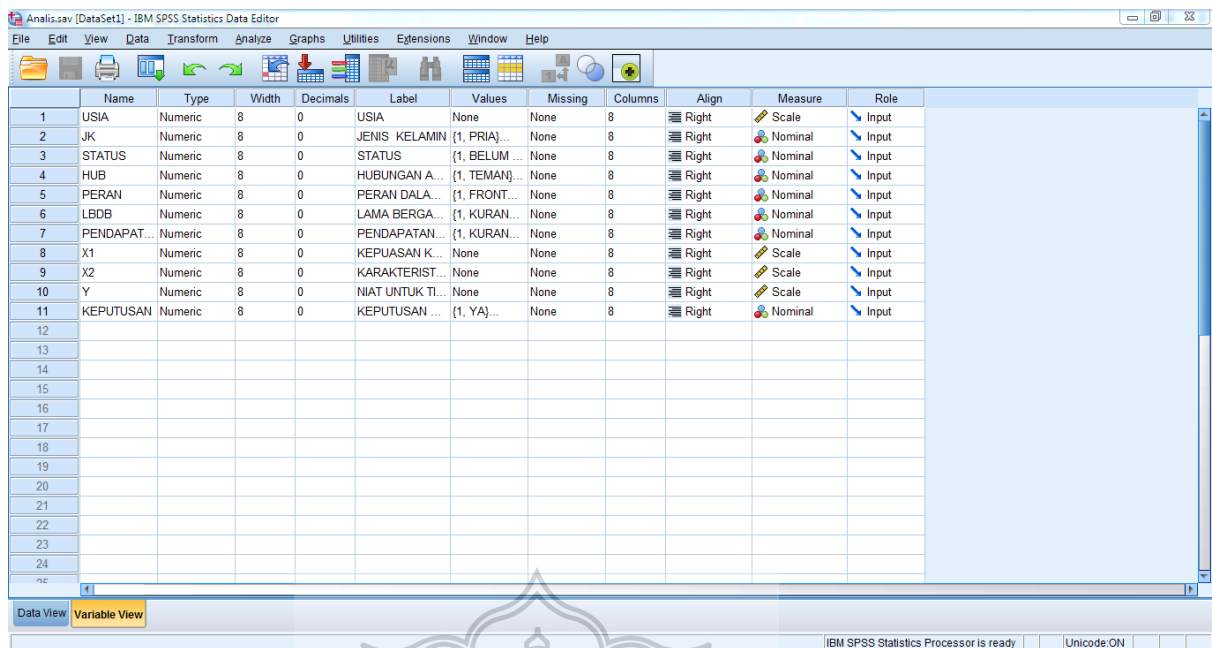 Analis.sav [DataSet1] - IBM SPSS Statistics Data Editor
File Edit View Data Transform Analyze Graphs Utilities Extensions Window Help
Name Type Width Decimals Label Values Missing Columns Align Measure Role
1 USIA Numeric 8 0 USIA None None 8 Right Scale Input
2 JK Numeric 8 0 JENIS KELAMIN {1, PRIA}... None 8 Right Nominal Input
3 STATUS Numeric 8 0 STATUS {1, BELUM ... None 8 Right Nominal Input
4 HUB Numeric 8 0 HUBUNGAN A... {1, TEMAN}... None 8 Right Nominal Input
5 PERAN Numeric 8 0 PERAN DALA... {1, FRONT... None 8 Right Nominal Input
6 LBDB Numeric 8 0 LAMA BERGA... {1, KURAN... None 8 Right Nominal Input
7 PENDAPAT... Numeric 8 0 PENDAPATAN... {1, KURAN... None 8 Right Nominal Input
8 X1 Numeric 8 0 KEPUASAN K... None None 8 Right Scale Input
9 X2 Numeric 8 0 KARAKTERIST... None None 8 Right Scale Input
10 Y Numeric 8 0 NIAT UNTUK TI... None None 8 Right Scale Input
11 KEPUTUSAN Numeric 8 0 KEPUTUSAN ... {1, YA}... None 8 Right Nominal Input
12
13
14
15
16
17
18
19
20
21
22
23
24
25
Data View Variable View
IBM SPSS Statistics Processor is ready Unicode:ON